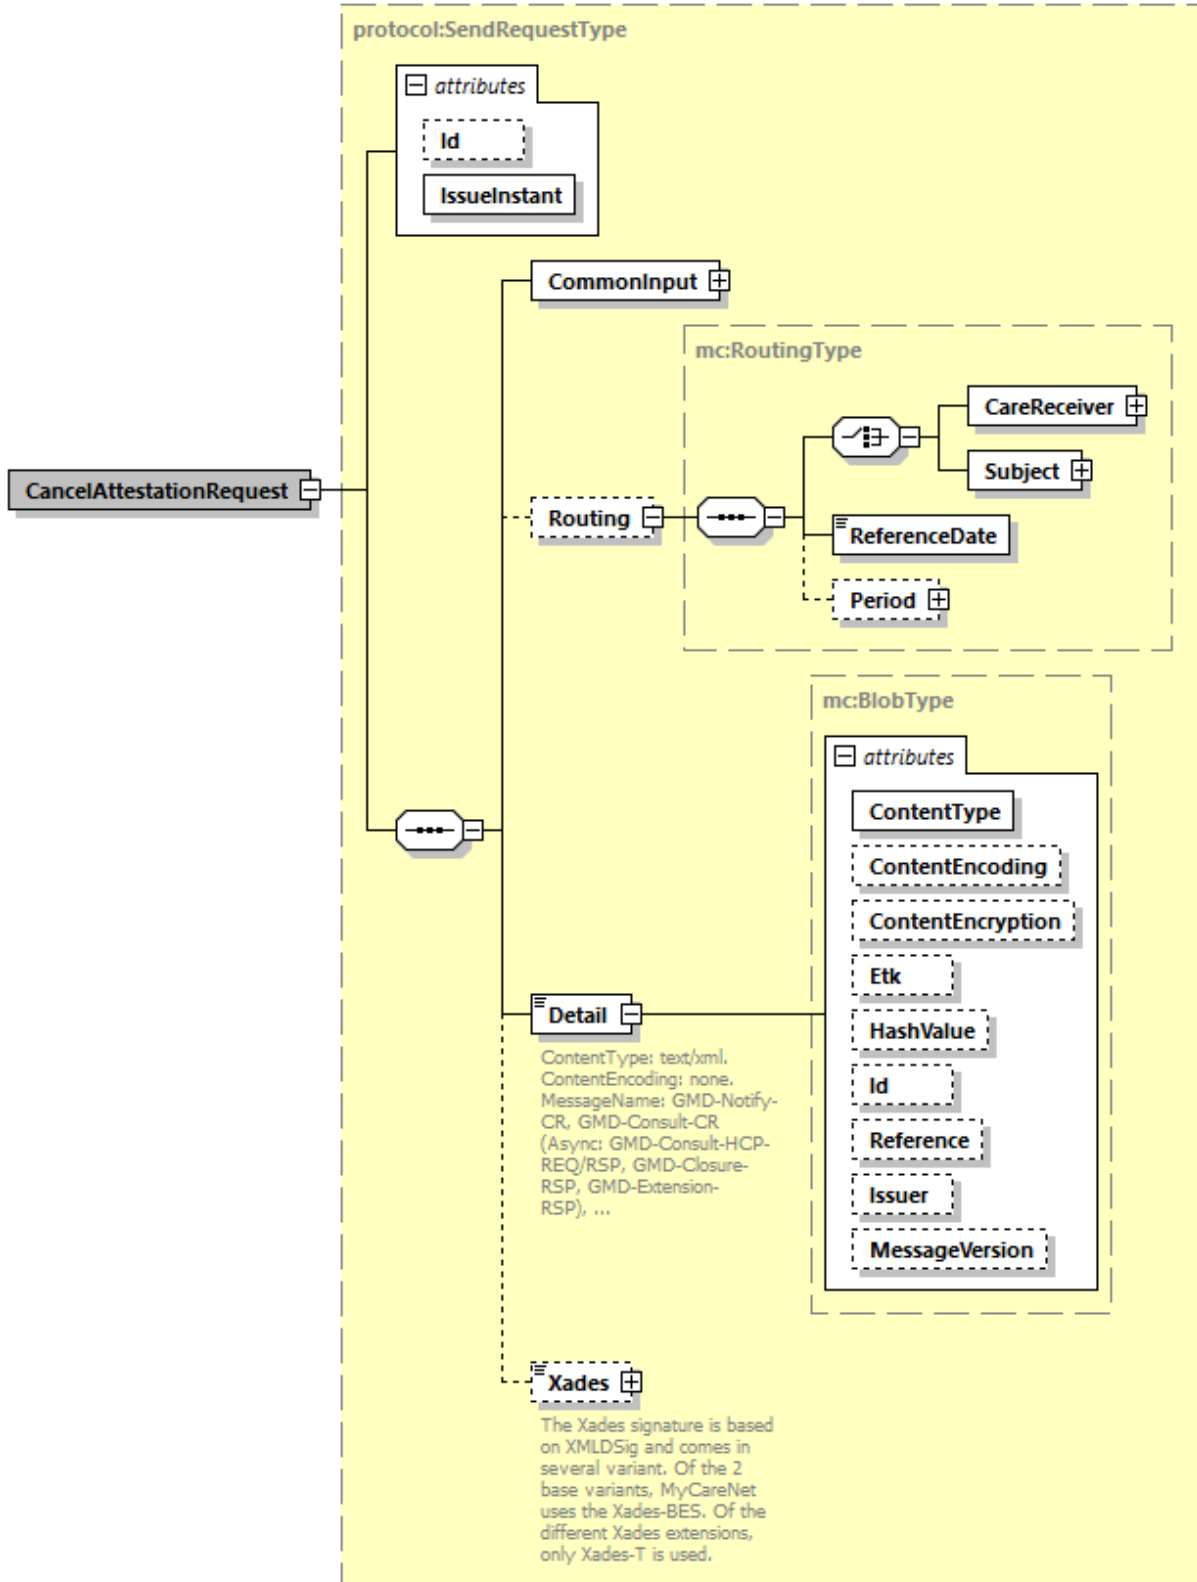 protocol:SendRequestType
attributes
Id
IssueInstant
CommonInput
mc:RoutingType
CareReceiver
Subject
CancelAttestationRequest
Routing
ReferenceDate
Period
mc:BlobType
attributes
ContentType
ContentEncoding
ContentEncryption
Etk
HashValue
Id
Reference
Issuer
MessageVersion
Detail
ContentType: text/xml.
ContentEncoding: none.
MessageName: GMD-Notify-
CR, GMD-Consult-CR
(Async: GMD-Consult-HCP-
REQ/RSP, GMD-Closure-
RSP, GMD-Extension-
RSP), ...
Xades
The Xades signature is based
on XMLDSig and comes in
several variant. Of the 2
base variants, MyCareNet
uses the Xades-BES. Of the
different Xades extensions,
only Xades-T is used.